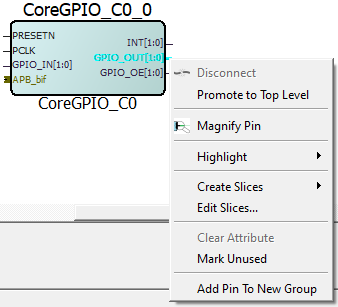 CoreGPIO_C0_0
PRESETN
PCLK
GPIO_IN[1:0]
APB_bif
INT[1:0]
GPIO_OUT[1:0]
GPIO_OE[1:0]
CoreGPIO_C0
Disconnect
Promote to Top Level
Magnify Pin
Highlight
Create Slices
Edit Slices...
Clear Attribute
Mark Unused
Add Pin To New Group